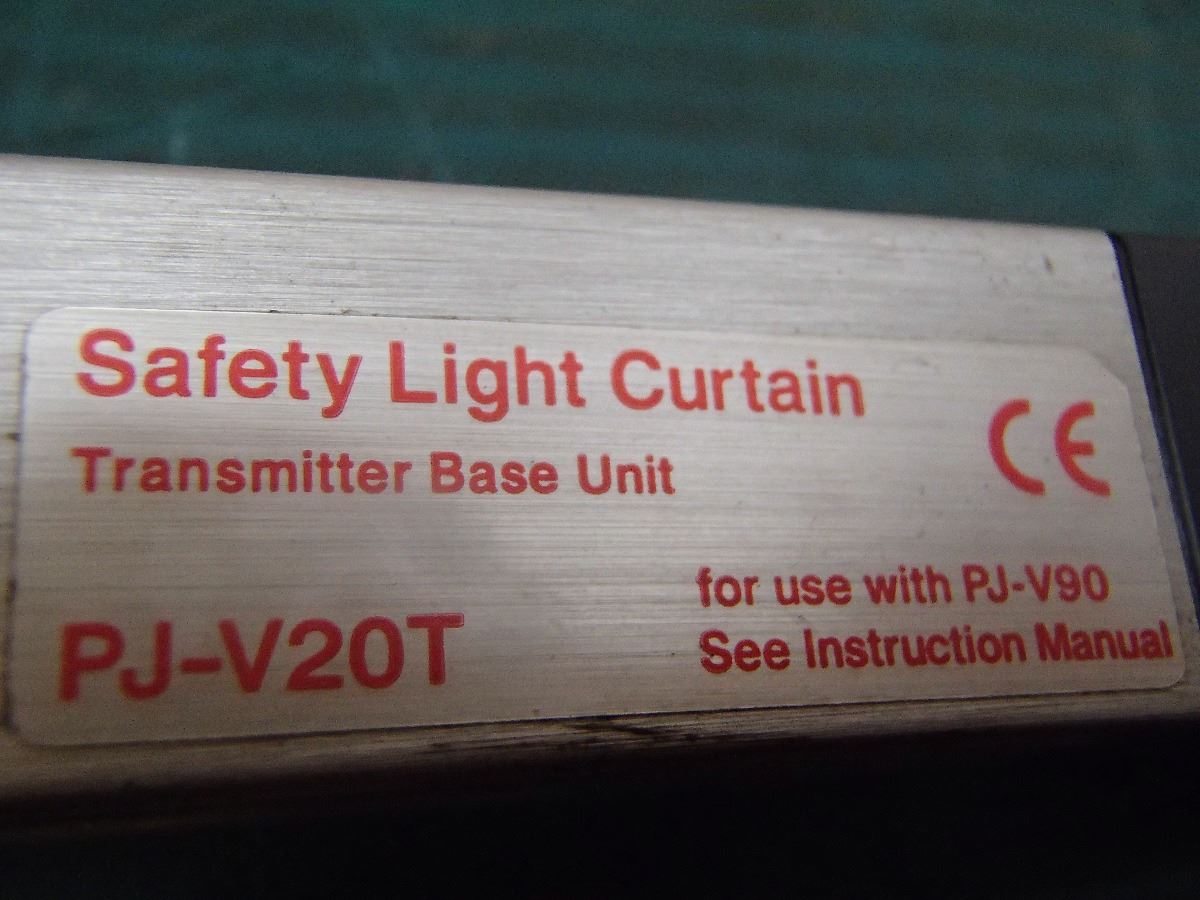 Safety Light Curtain
CE
Transmitter Base Unit
for use with PJ-V90
PJ-V20T
See Instruction Manual